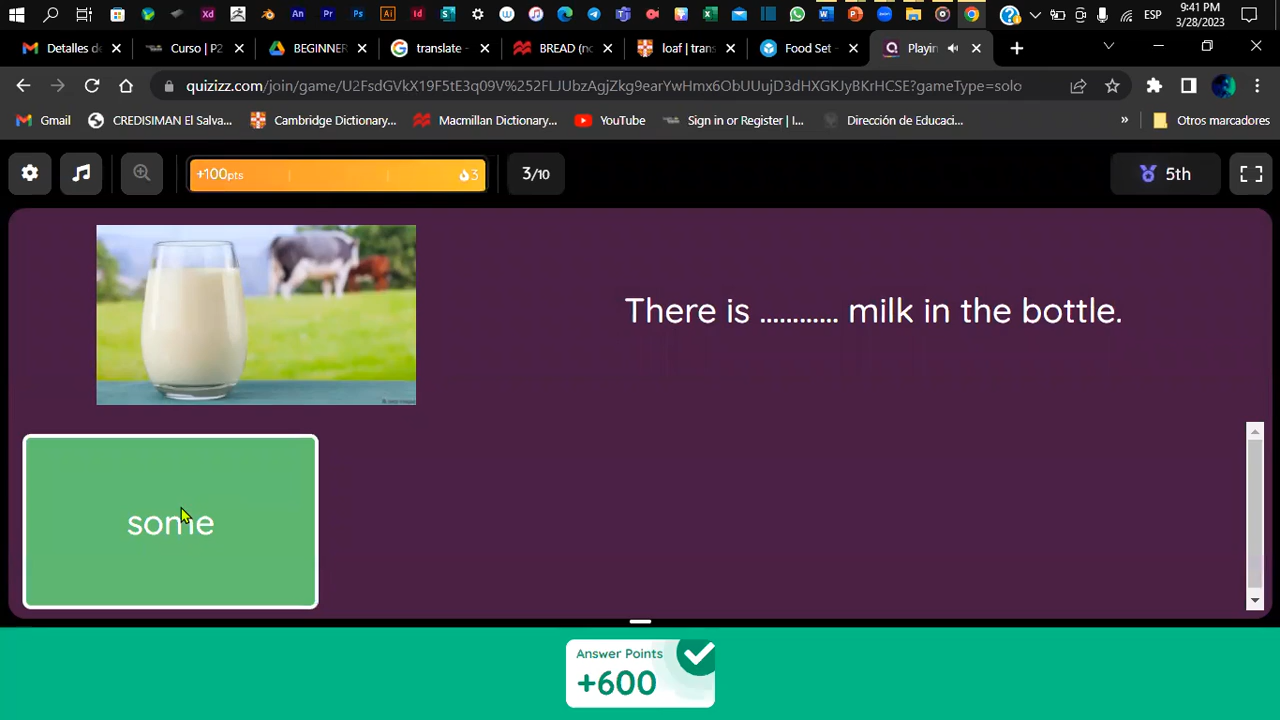 9:41 PM
ESP
3/28/2023
Detalles de
Curso | P2
BEGINNER
translate -
BREAD (no
loaf | trans
Food Set -
Playin
quizizz.com/join/game/U2FsdGVkX19F5tE3q09V%252FLJUbzAgjZkg9earYwHmx6ObUUujD3dHXGKJyBKrHCSE?gameType=solo
Gmail
CREDISIMAN El Salva...
Cambridge Dictionary...
Macmillan Dictionary...
YouTube
Sign in or Register | I...
Dirección de Educaci...
»
Otros marcadores
+100pts
3
3/10
5th
There is ............ milk in the bottle.
some
Answer Points
+600